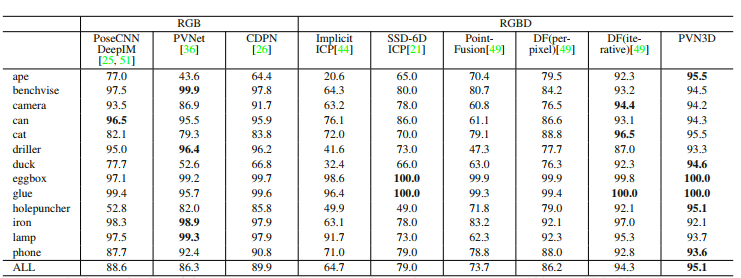 RGB RGBD
PoseCNN PVNet CDPN Implicit SSD-6D Point- DF(per- DF(ite- PVN3D
DeepIM [36] [26] ICP[44] ICP[21] Fusion[49] pixel)[49] rative)[49]
[25, 51]
ape 77.0 43.6 64.4 20.6 65.0 70.4 79.5 92.3 95.5
benchvise 97.5 99.9 97.8 64.3 80.0 80.7 84.2 93.2 94.5
camera 93.5 86.9 91.7 63.2 78.0 60.8 76.5 94.4 94.2
can 96.5 95.5 95.9 76.1 86.0 61.1 86.6 93.1 94.3
cat 82.1 79.3 83.8 72.0 70.0 79.1 88.8 96.5 95.5
driller 95.0 96.4 96.2 41.6 73.0 47.3 77.7 87.0 93.3
duck 77.7 52.6 66.8 32.4 66.0 63.0 76.3 92.3 94.6
eggbox 97.1 99.2 99.7 98.6 100.0 99.9 99.9 99.8 100.0
glue 99.4 95.7 99.6 96.4 100.0 99.3 99.4 100.0 100.0
holepuncher 52.8 82.0 85.8 49.9 49.0 71.8 79.0 92.1 95.1
iron 98.3 98.9 97.9 63.1 78.0 83.2 92.1 97.0 92.1
lamp 97.5 99.3 97.9 91.7 73.0 62.3 92.3 95.3 93.7
phone 87.7 92.4 90.8 71.0 79.0 78.8 88.0 92.8 93.6
ALL 88.6 86.3 89.9 64.7 79.0 73.7 86.2 94.3 95.1